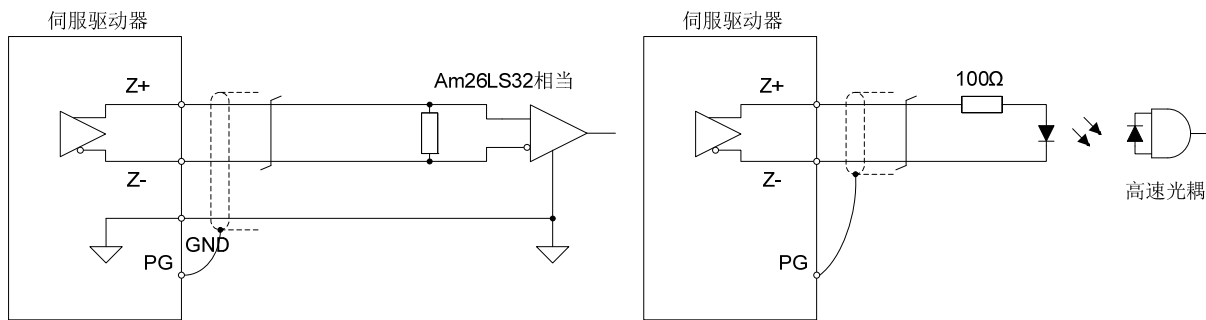 伺服驱动器
Z+
Z-
GND
PG
Am26LS32相当
伺服驱动器
Z+
Z-
PG
100Ω
高速光耦